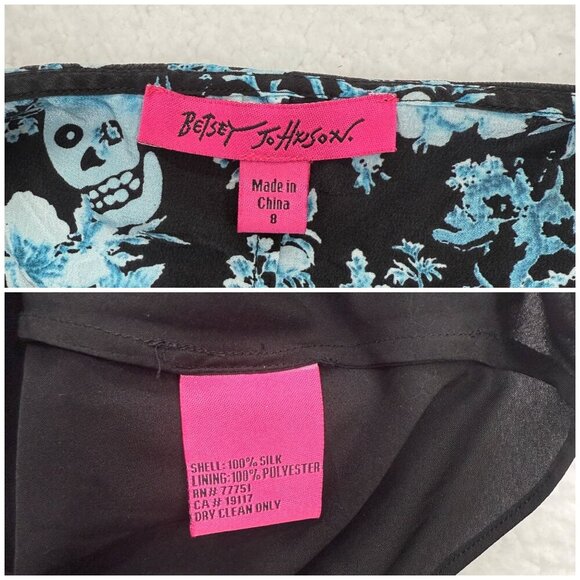 BETSEY JOHNSON.
Made in
China
8
SHELL: 100% SILK
LINING: 100% POLYESTER
RN# 77751
CA# 19117
DRY CLEAN ONLY